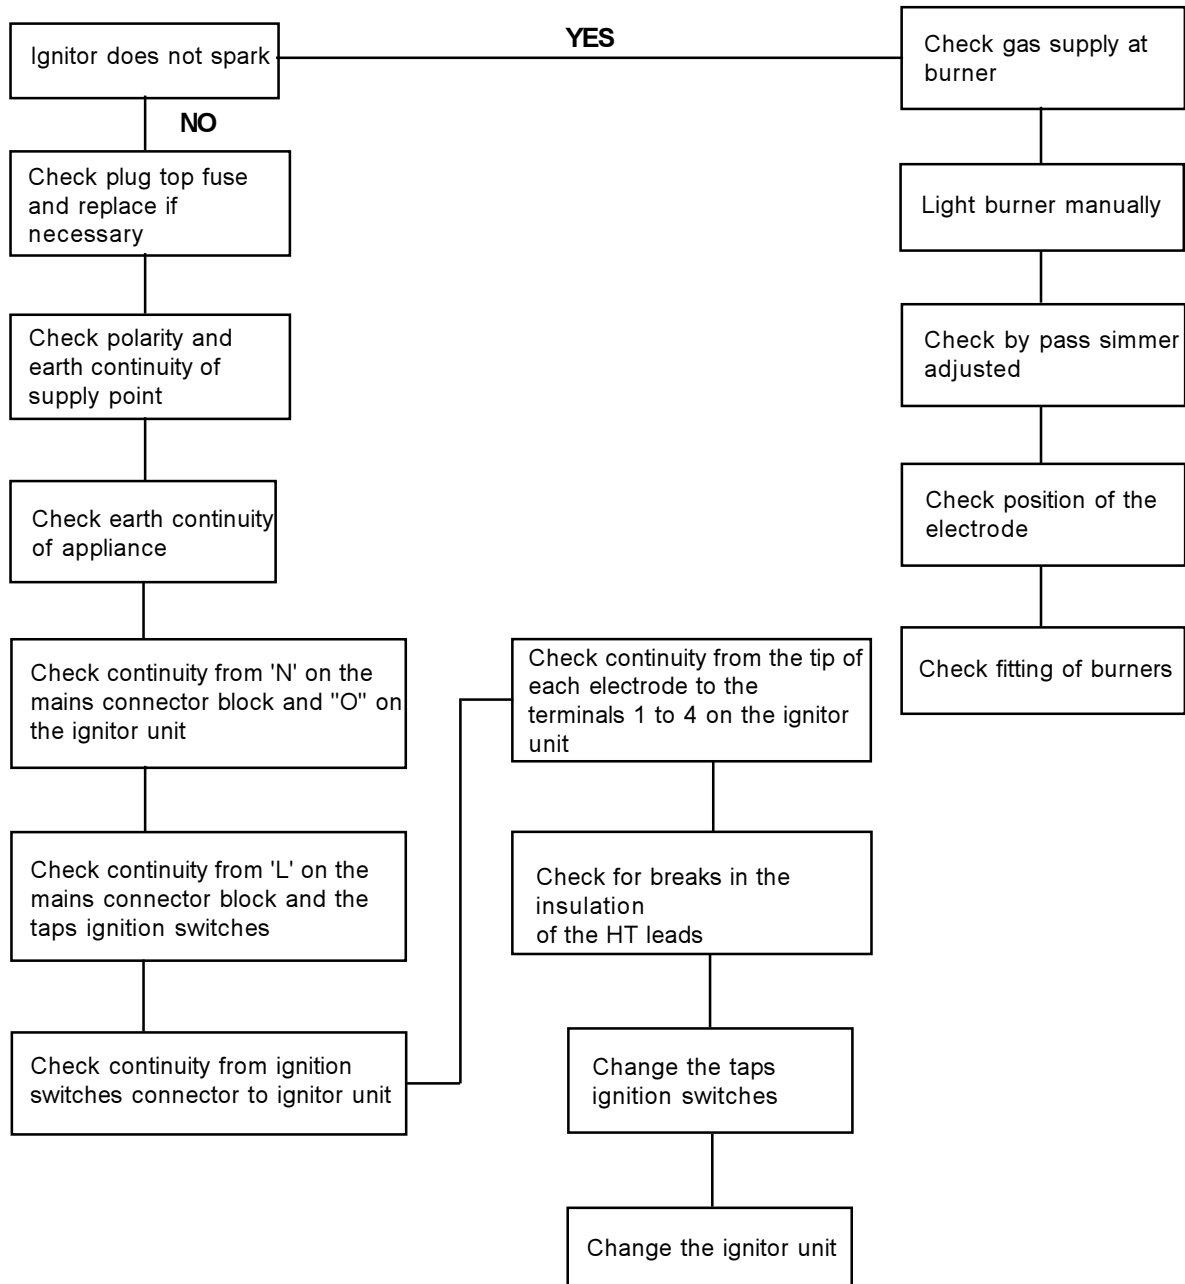 Ignitor does not spark
YES
NO
Check plug top fuse
and replace if
necessary
Check polarity and
earth continuity of
supply point
Check earth continuity
of appliance
Check continuity from 'N' on the
mains connector block and "O" on
the ignitor unit
Check continuity from 'L' on the
mains connector block and the
taps ignition switches
Check continuity from ignition
switches connector to ignitor unit
Check continuity from the tip of
each electrode to the
terminals 1 to 4 on the ignitor
unit
Check for breaks in the
insulation
of the HT leads
Change the taps
ignition switches
Change the ignitor unit
Check gas supply at
burner
Light burner manually
Check by pass simmer
adjusted
Check position of the
electrode
Check fitting of burners